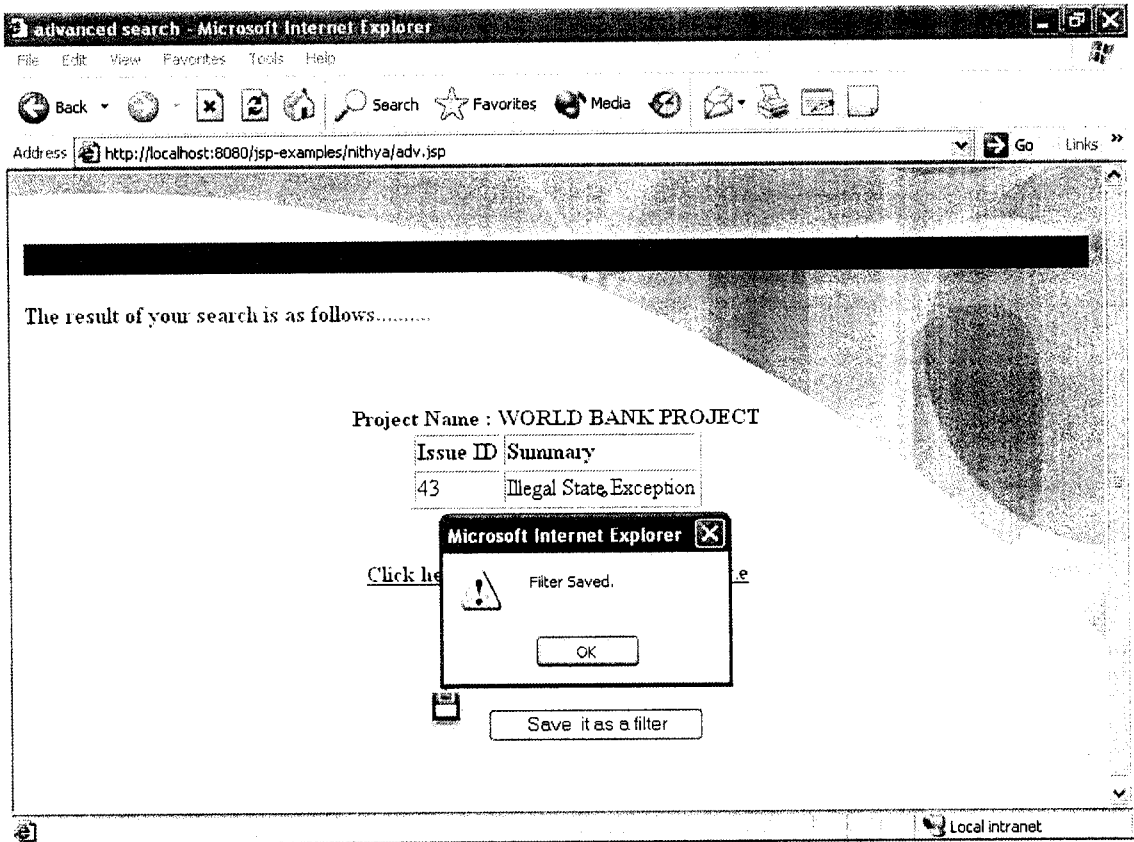 advanced search - Microsoft Internet Explorer
File Edit View Favorites Tools Help
Back Search Favorites Media
Address http://localhost:8080/jsp-examples/nithya/adv.jsp Go Links »
The result of your search is as follows..........
Project Name : WORLD BANK PROJECT
Issue ID Summary
43 Illegal State Exception
Microsoft Internet Explorer
Click
Filter Saved.
OK
Save it as a filter
Local intranet